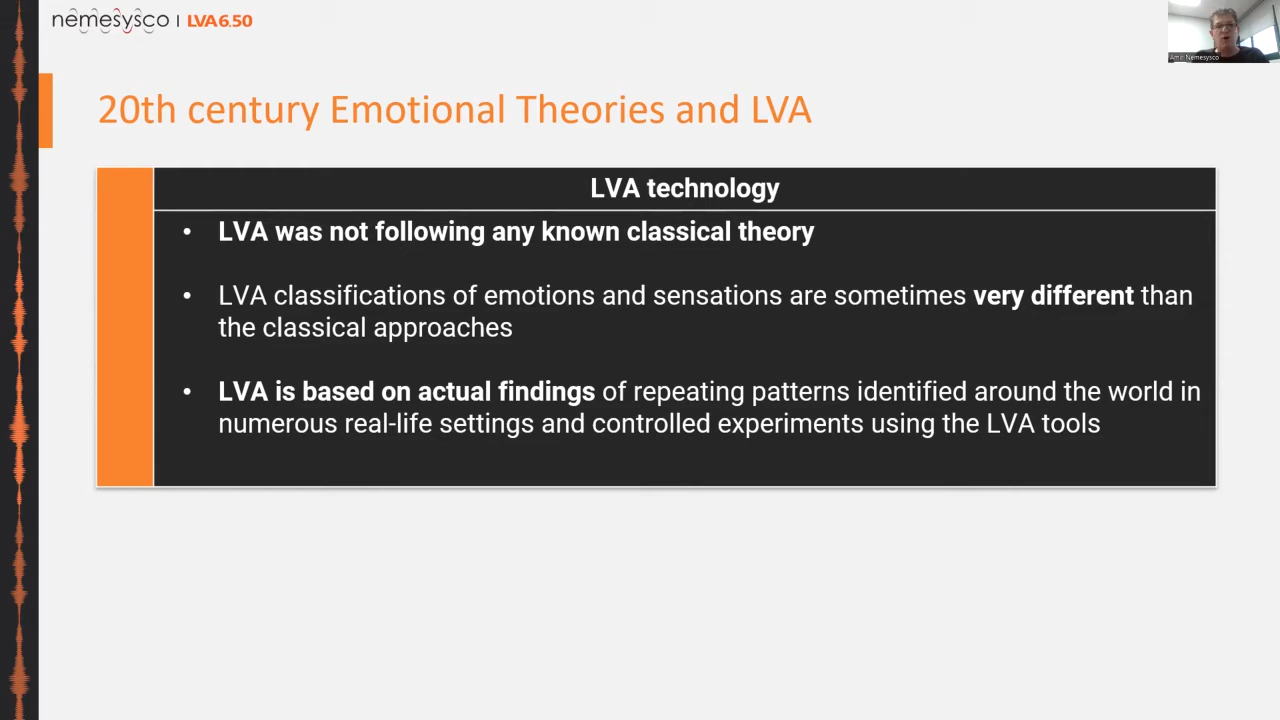 nemesysco | LVA6.50
Amir Nemesysco
20th century Emotional Theories and LVA
LVA technology
• LVA was not following any known classical theory
• LVA classifications of emotions and sensations are sometimes very different than
the classical approaches
• LVA is based on actual findings of repeating patterns identified around the world in
numerous real-life settings and controlled experiments using the LVA tools